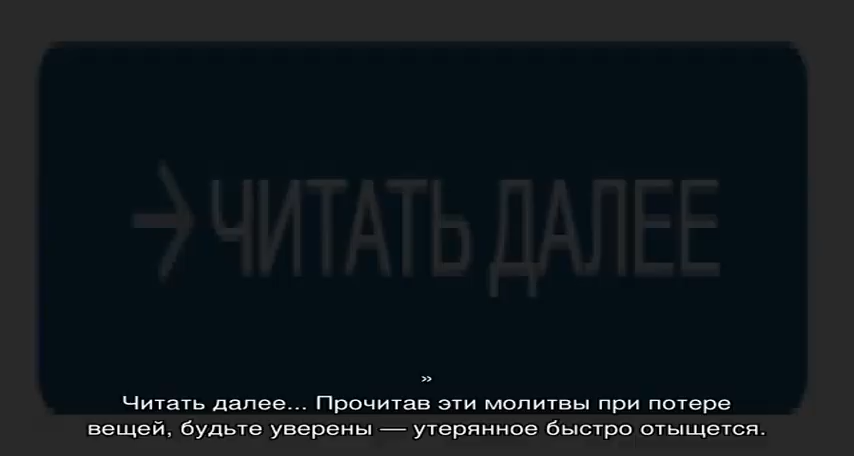 → ЧИТАТЬ ДАЛЕЕ
»
Читать далее... Прочитав эти молитвы при потере
вещей, будьте уверены — утерянное быстро отыщется.